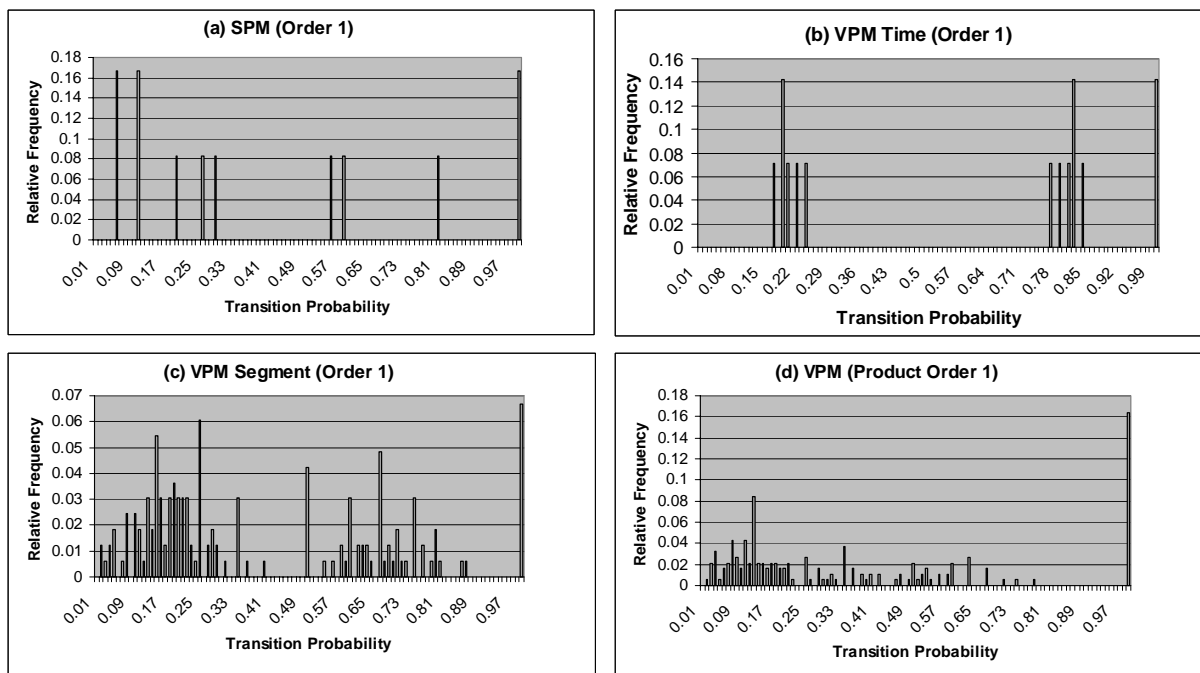 (a) SPM (Order 1)
Relative Frequency
0.18
0.16
0.14
0.12
0.1
0.08
0.06
0.04
0.02
0
0.01 0.09 0.17 0.25 0.33 0.41 0.49 0.57 0.65 0.73 0.81 0.89 0.97
Transition Probability
(b) VPM Time (Order 1)
Relative Frequency
0.16
0.14
0.12
0.1
0.08
0.06
0.04
0.02
0
0.01 0.08 0.15 0.22 0.29 0.36 0.43 0.5 0.57 0.64 0.71 0.78 0.85 0.92 0.99
Transition Probability
(c) VPM Segment (Order 1)
Relative Frequency
0.07
0.06
0.05
0.04
0.03
0.02
0.01
0
0.01 0.09 0.17 0.25 0.33 0.41 0.49 0.57 0.65 0.73 0.81 0.89 0.97
Transition Probability
(d) VPM (Product Order 1)
Relative Frequency
0.18
0.16
0.14
0.12
0.1
0.08
0.06
0.04
0.02
0
0.01 0.09 0.17 0.25 0.33 0.41 0.49 0.57 0.65 0.73 0.81 0.89 0.97
Transition Probability